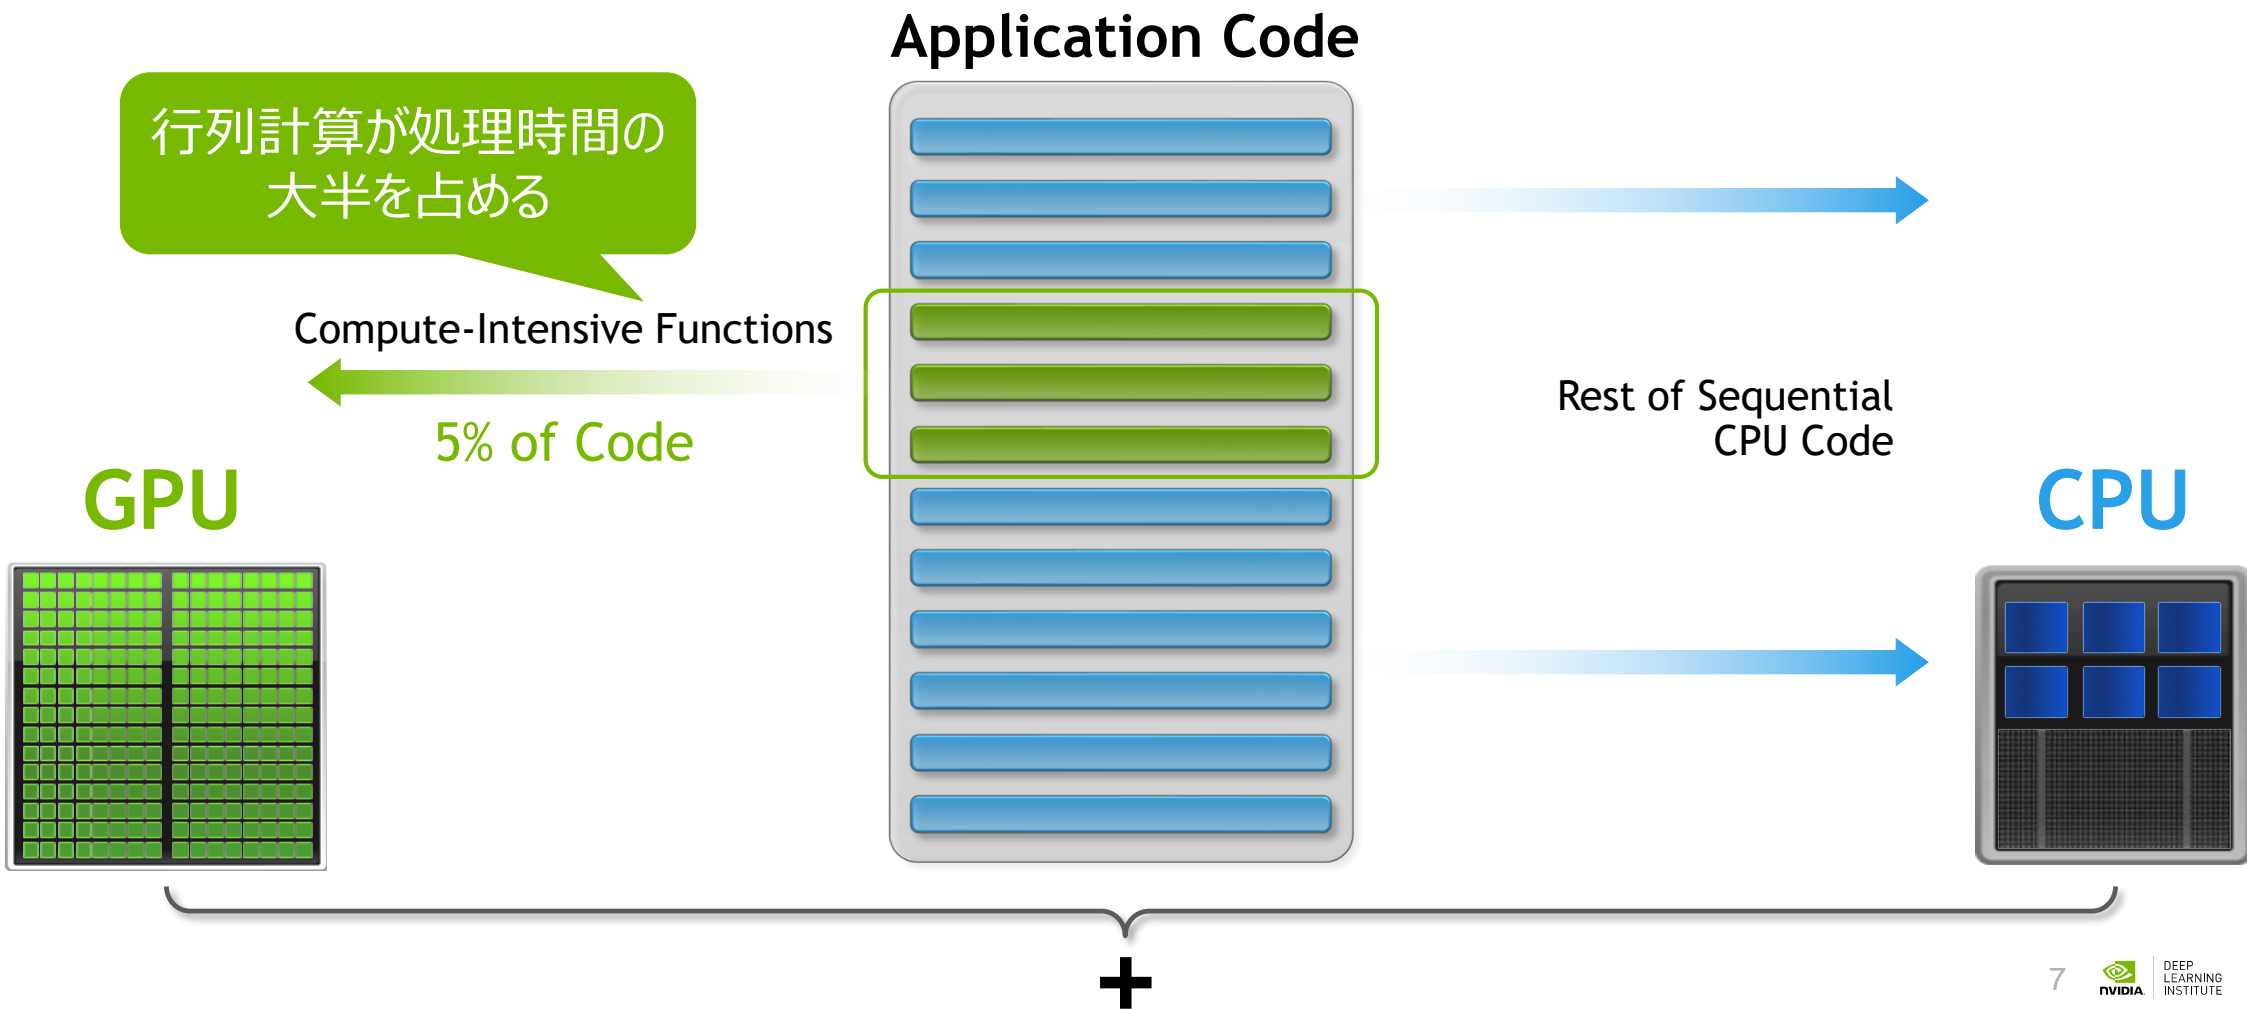 Application Code
行列計算が処理時間の
大半を占める
Compute-Intensive Functions
5% of Code
GPU
Rest of Sequential
CPU Code
CPU
+
7
NVIDIA.
DEEP
LEARNING
INSTITUTE